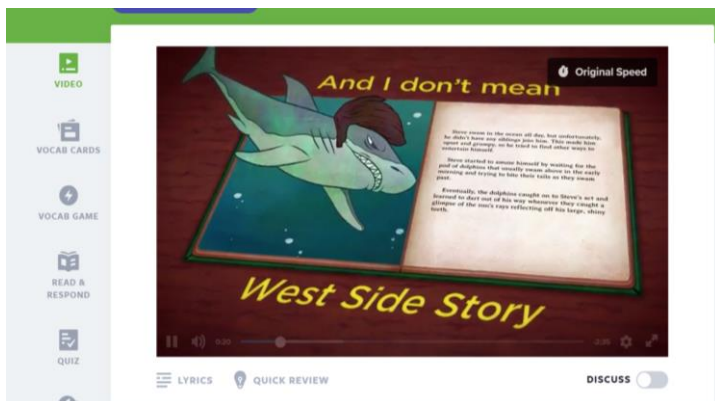 VIDEO
VOCAB CARDS
VOCAB GAME
READ &
RESPOND
QUIZ
And I don't mean
Original Speed
Steve swam in the ocean all day, but unfortunately,
he didn't have any siblings join him. This made him
upset and grumpy, so he tried to find other ways to
entertain himself.
Steve started to amuse himself by waiting for the
pod of dolphins that usually swam above in the early
morning and trying to bite their tails as they swam
past.
Eventually, the dolphins caught on to Steve's act and
learned to dart out of his way whenever they caught a
glimpse of the sun's rays reflecting off his large, shiny
teeth.
West Side Story
0:20
-2:35
LYRICS
QUICK REVIEW
DISCUSS